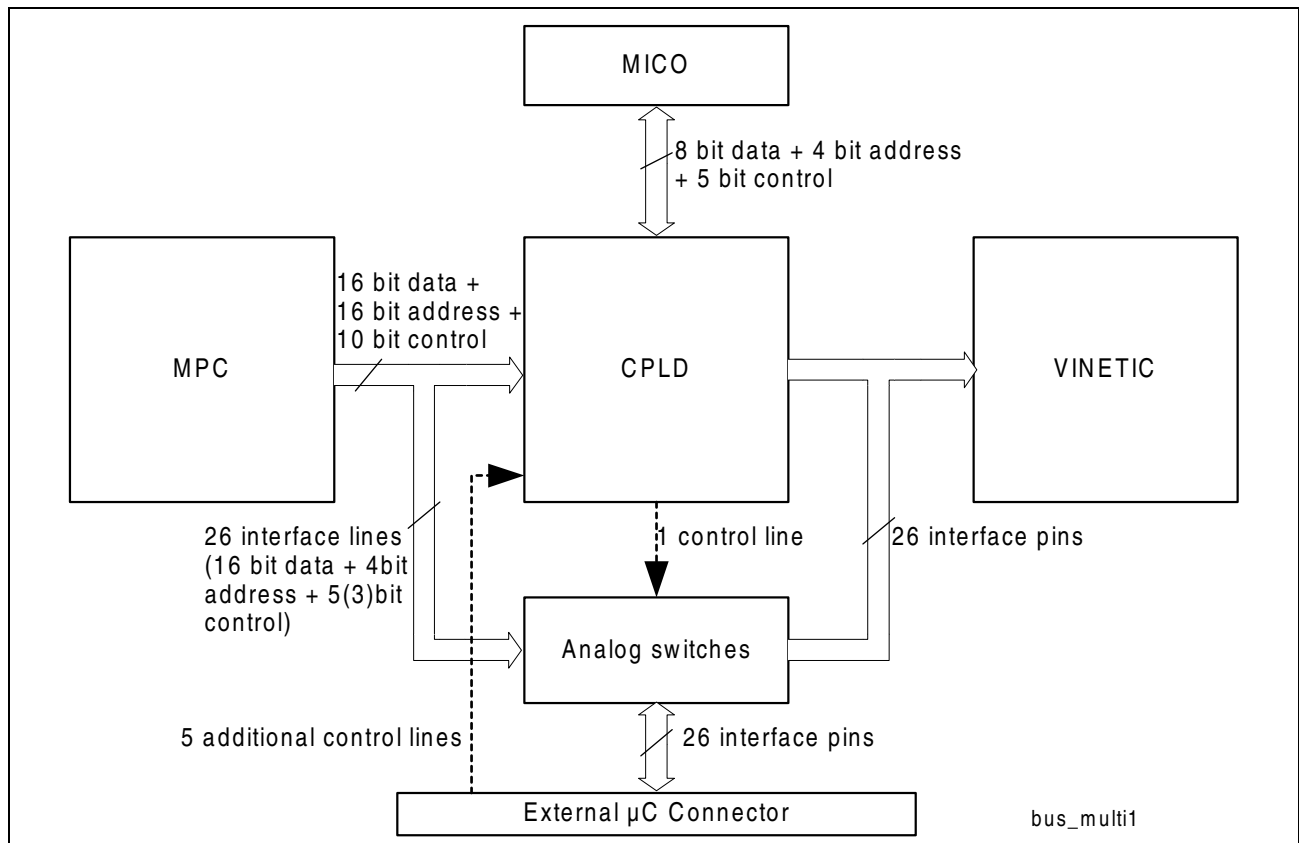 MICO
8 bit data + 4 bit address
+ 5 bit control
16 bit data +
16 bit address +
10 bit control
MPC
CPLD
VINETIC
26 interface lines
(16 bit data + 4bit
address + 5(3)bit
control)
1 control line
26 interface pins
Analog switches
5 additional control lines
26 interface pins
External µC Connector
bus_multi1